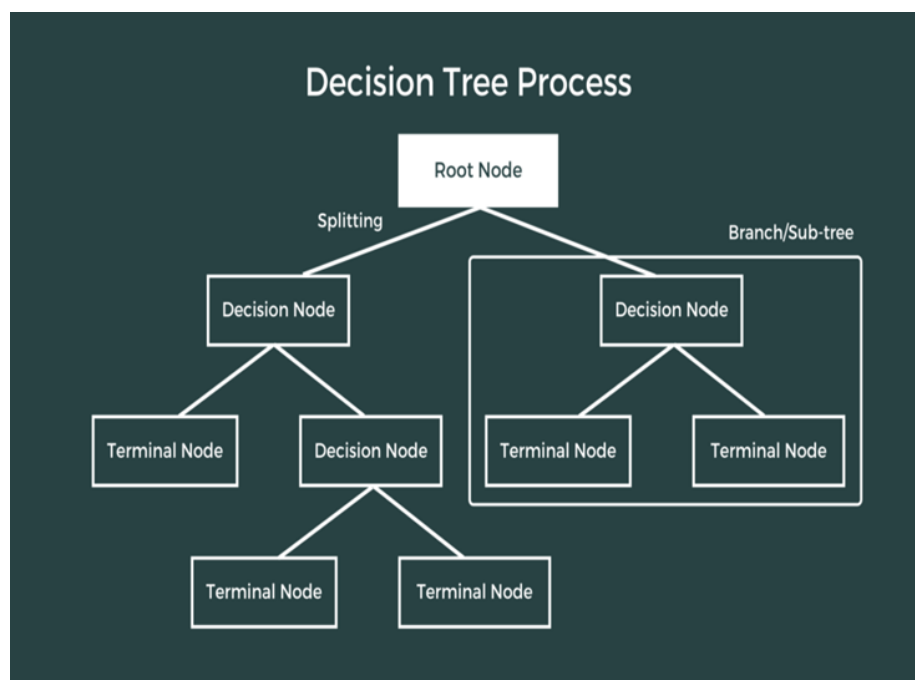 Decision Tree Process
Root Node
Splitting
Branch/Sub-tree
Decision Node
Decision Node
Terminal Node
Decision Node
Terminal Node
Terminal Node
Terminal Node
Terminal Node